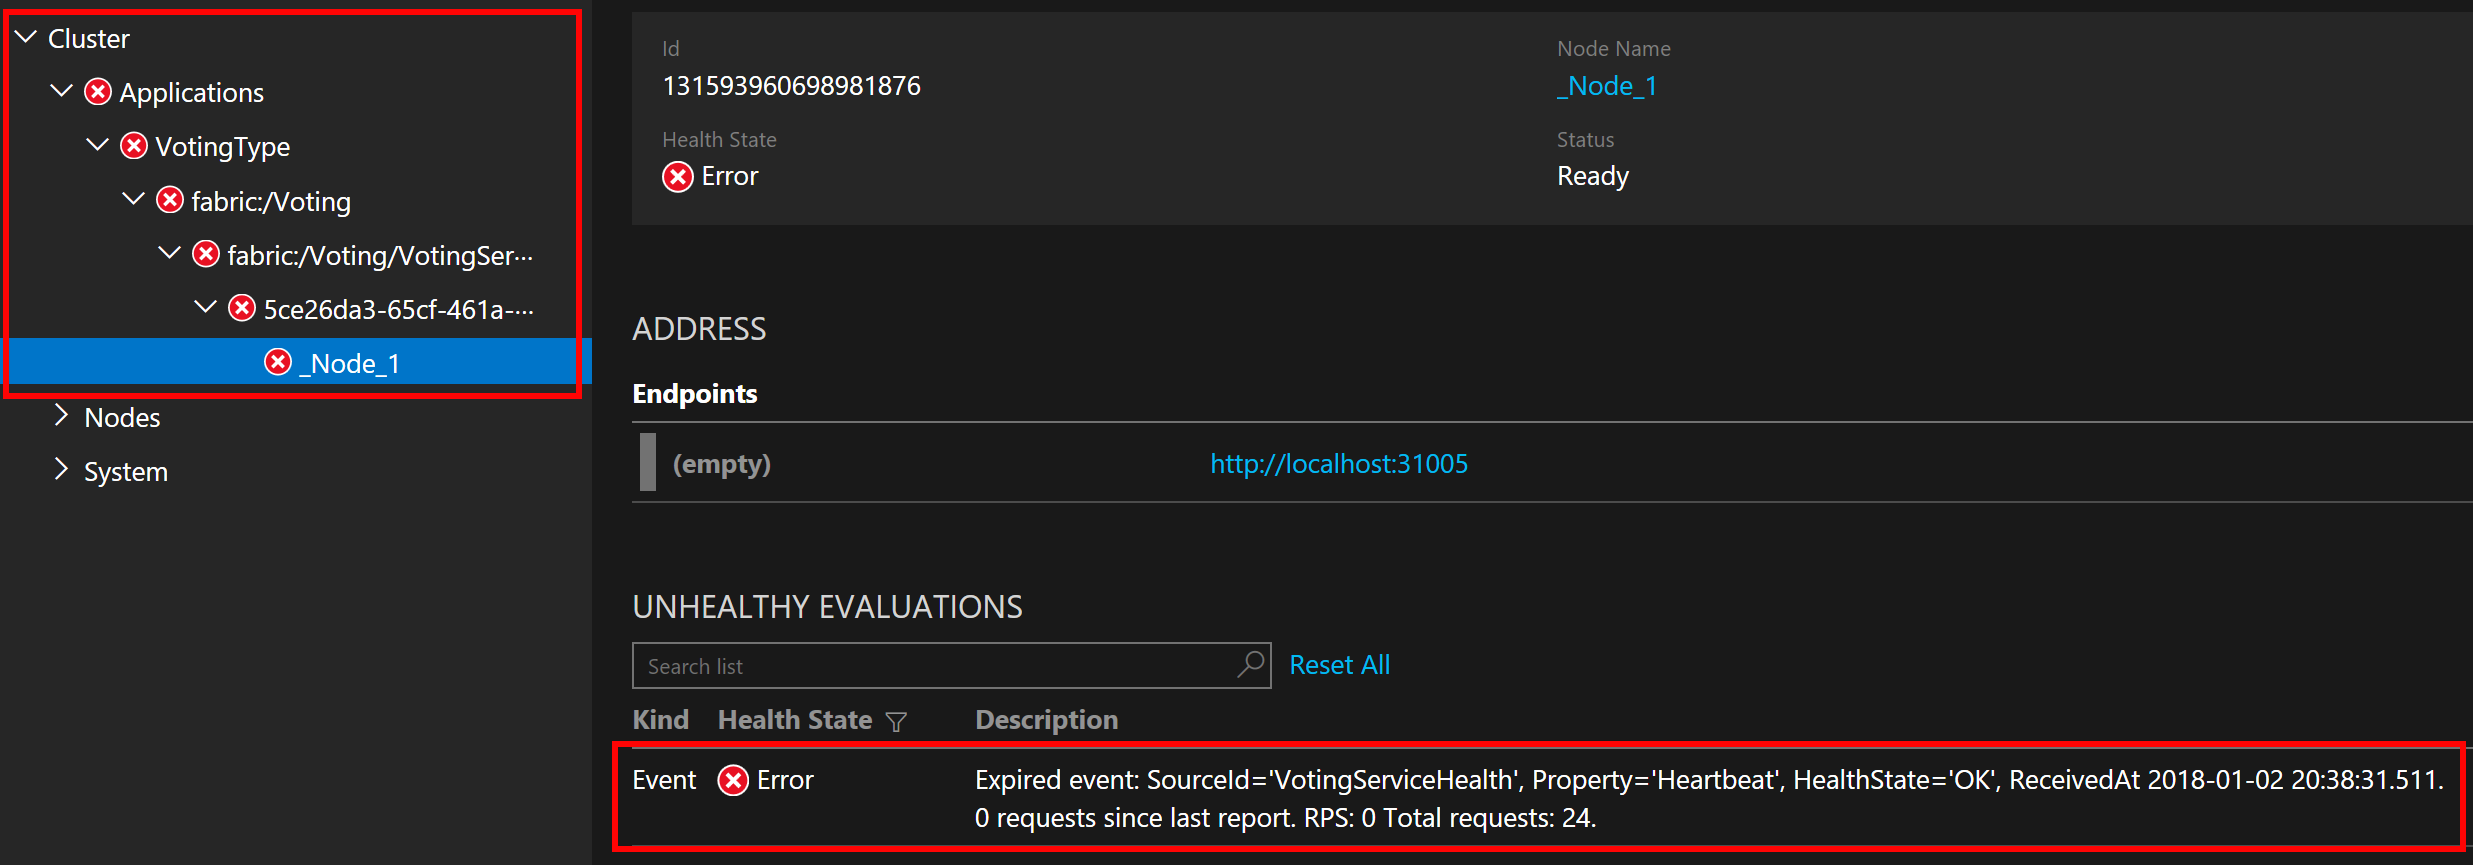 Cluster
Applications
VotingType
fabric:/Voting
fabric:/Voting/VotingSer...
5ce26da3-65cf-461a-...
_Node_1
Nodes
System
Id
131593960698981876
Node Name
_Node_1
Health State
Error
Status
Ready
ADDRESS
Endpoints
(empty) http://localhost:31005
UNHEALTHY EVALUATIONS
Search list Reset All
Kind Health State Description
Event Error Expired event: SourceId='VotingServiceHealth', Property='Heartbeat', HealthState='OK', ReceivedAt 2018-01-02 20:38:31.511.
0 requests since last report. RPS: 0 Total requests: 24.